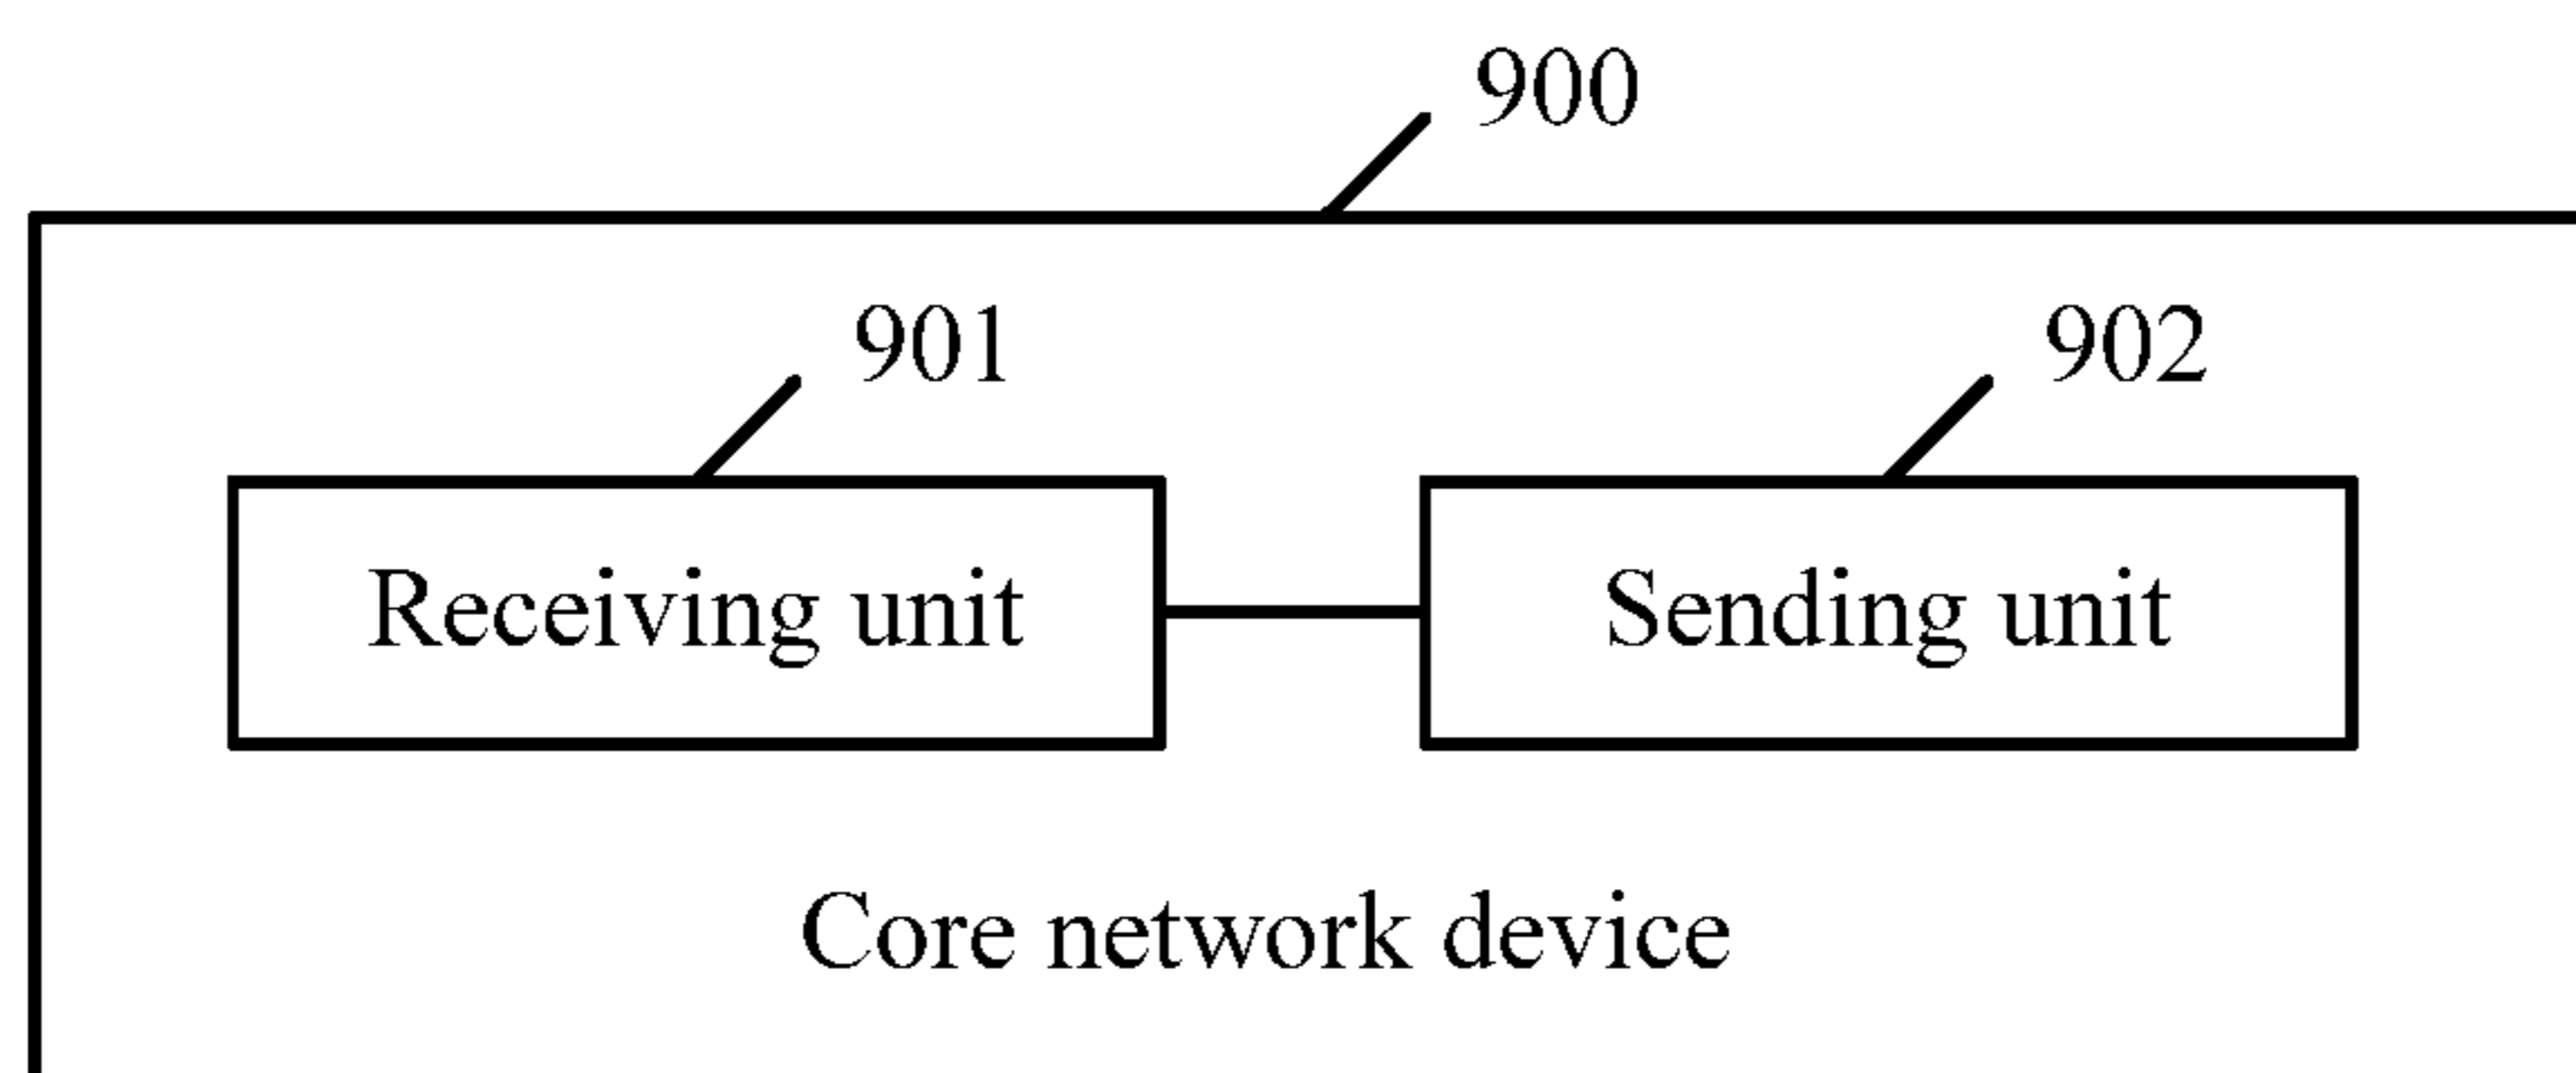 900
901
902
Receiving unit
Sending unit
Core network device